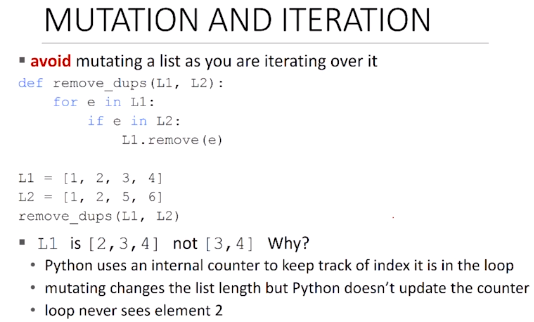 MUTATION AND ITERATION
▪ avoid mutating a list as you are iterating over it
def remove_dups(L1, L2):
    for e in L1:
        if e in L2:
            L1.remove(e)
L1 = [1, 2, 3, 4]
L2 = [1, 2, 5, 6]
remove_dups(L1, L2)
▪ L1 is [2,3,4] not [3,4] Why?
• Python uses an internal counter to keep track of index it is in the loop
• mutating changes the list length but Python doesn't update the counter
• loop never sees element 2